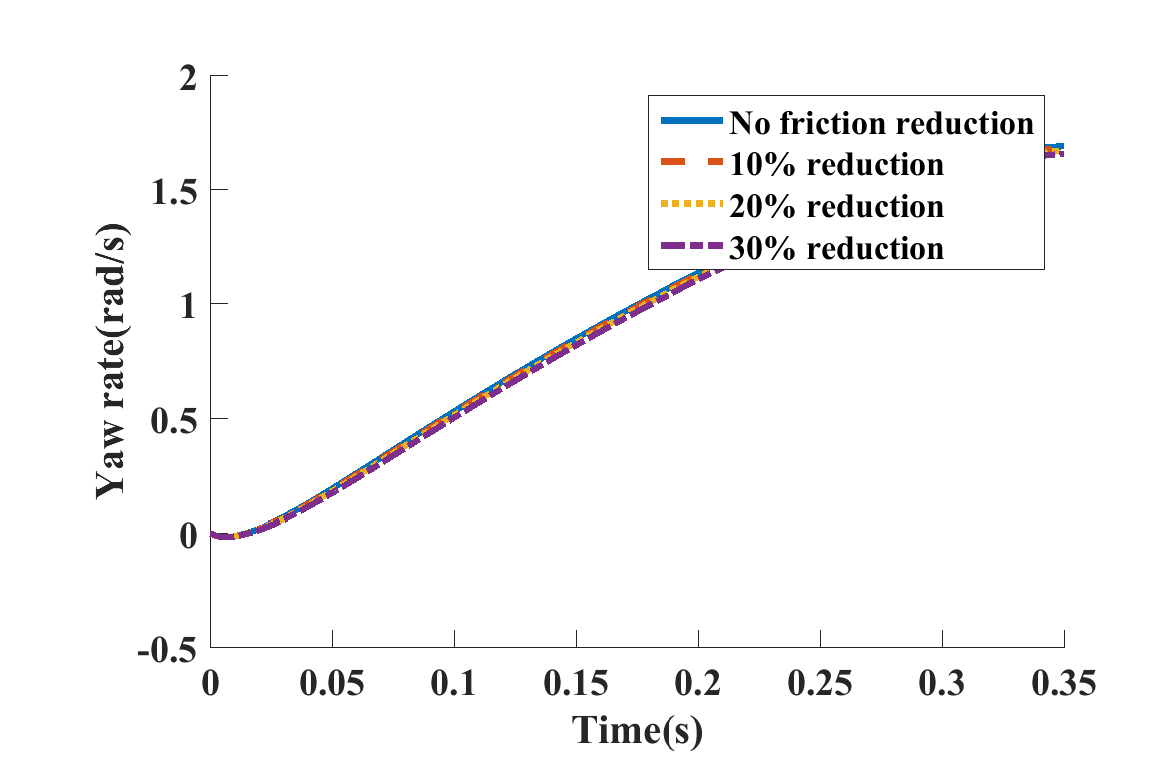 2
1.5
1
0.5
0
-0.5
Yaw rate(rad/s)
No friction reduction
10% reduction
20% reduction
30% reduction
0 0.05 0.1 0.15 0.2 0.25 0.3 0.35
Time(s)